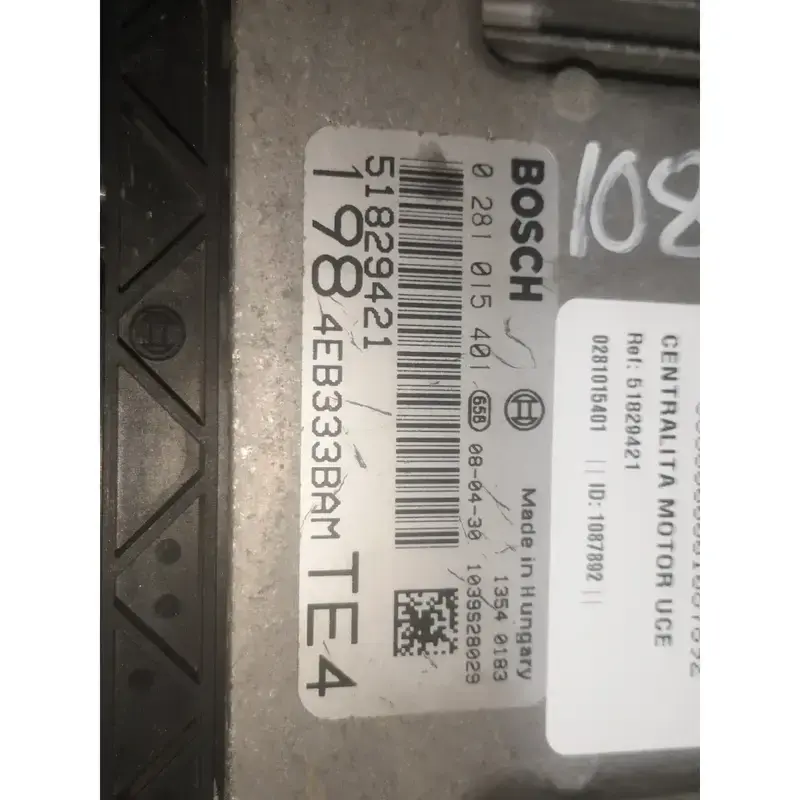 BOSCH
Made in Hungary
0 281 015 401 656 08-04-30 1354 0183
1039S28029
51829421
198 4EB333BAM TE4
108
CENTRALITA MOTOR UCE
Ref: 51829421
0281015401 || ID: 1087892 ||